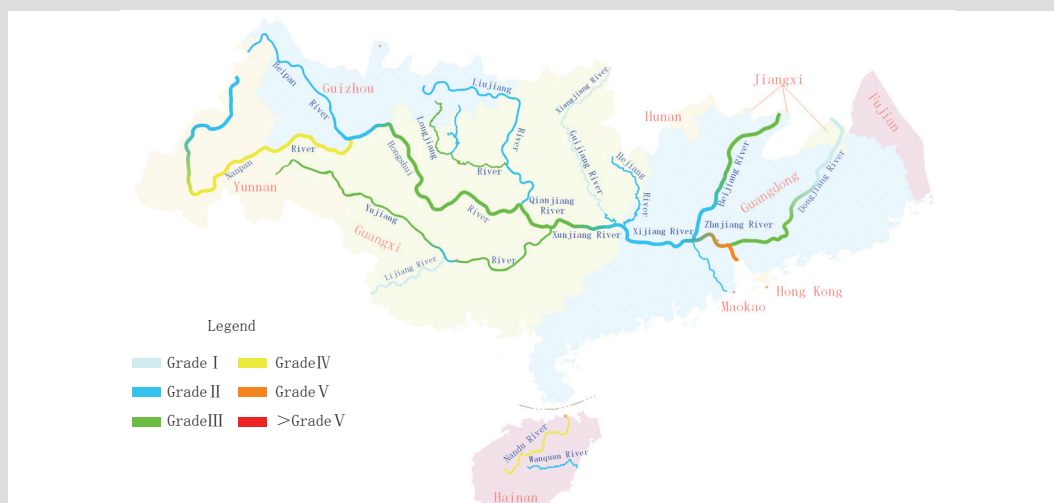 Jiangxi
Xiangjiang River
Beipan
River
Guizhou
Liujiang
Fujian
Hunan
Longjiang
River
Guijiang River
Hejiang
River
Beijiang River
Guangdong
Dongjiang River
Nanpan
River
Yunnan
Hongshui
River
River
Qianjiang
River
Yujiang
River
Guangxi
Xunjiang River
Xijiang River
Zhujiang River
Lijiang River
Hong Kong
Maokao
Legend
Grade Ⅰ
GradeⅣ
Grade Ⅱ
Grade Ⅴ
GradeⅢ
>Grade Ⅴ
Nandu River
Wanquan River
Hainan